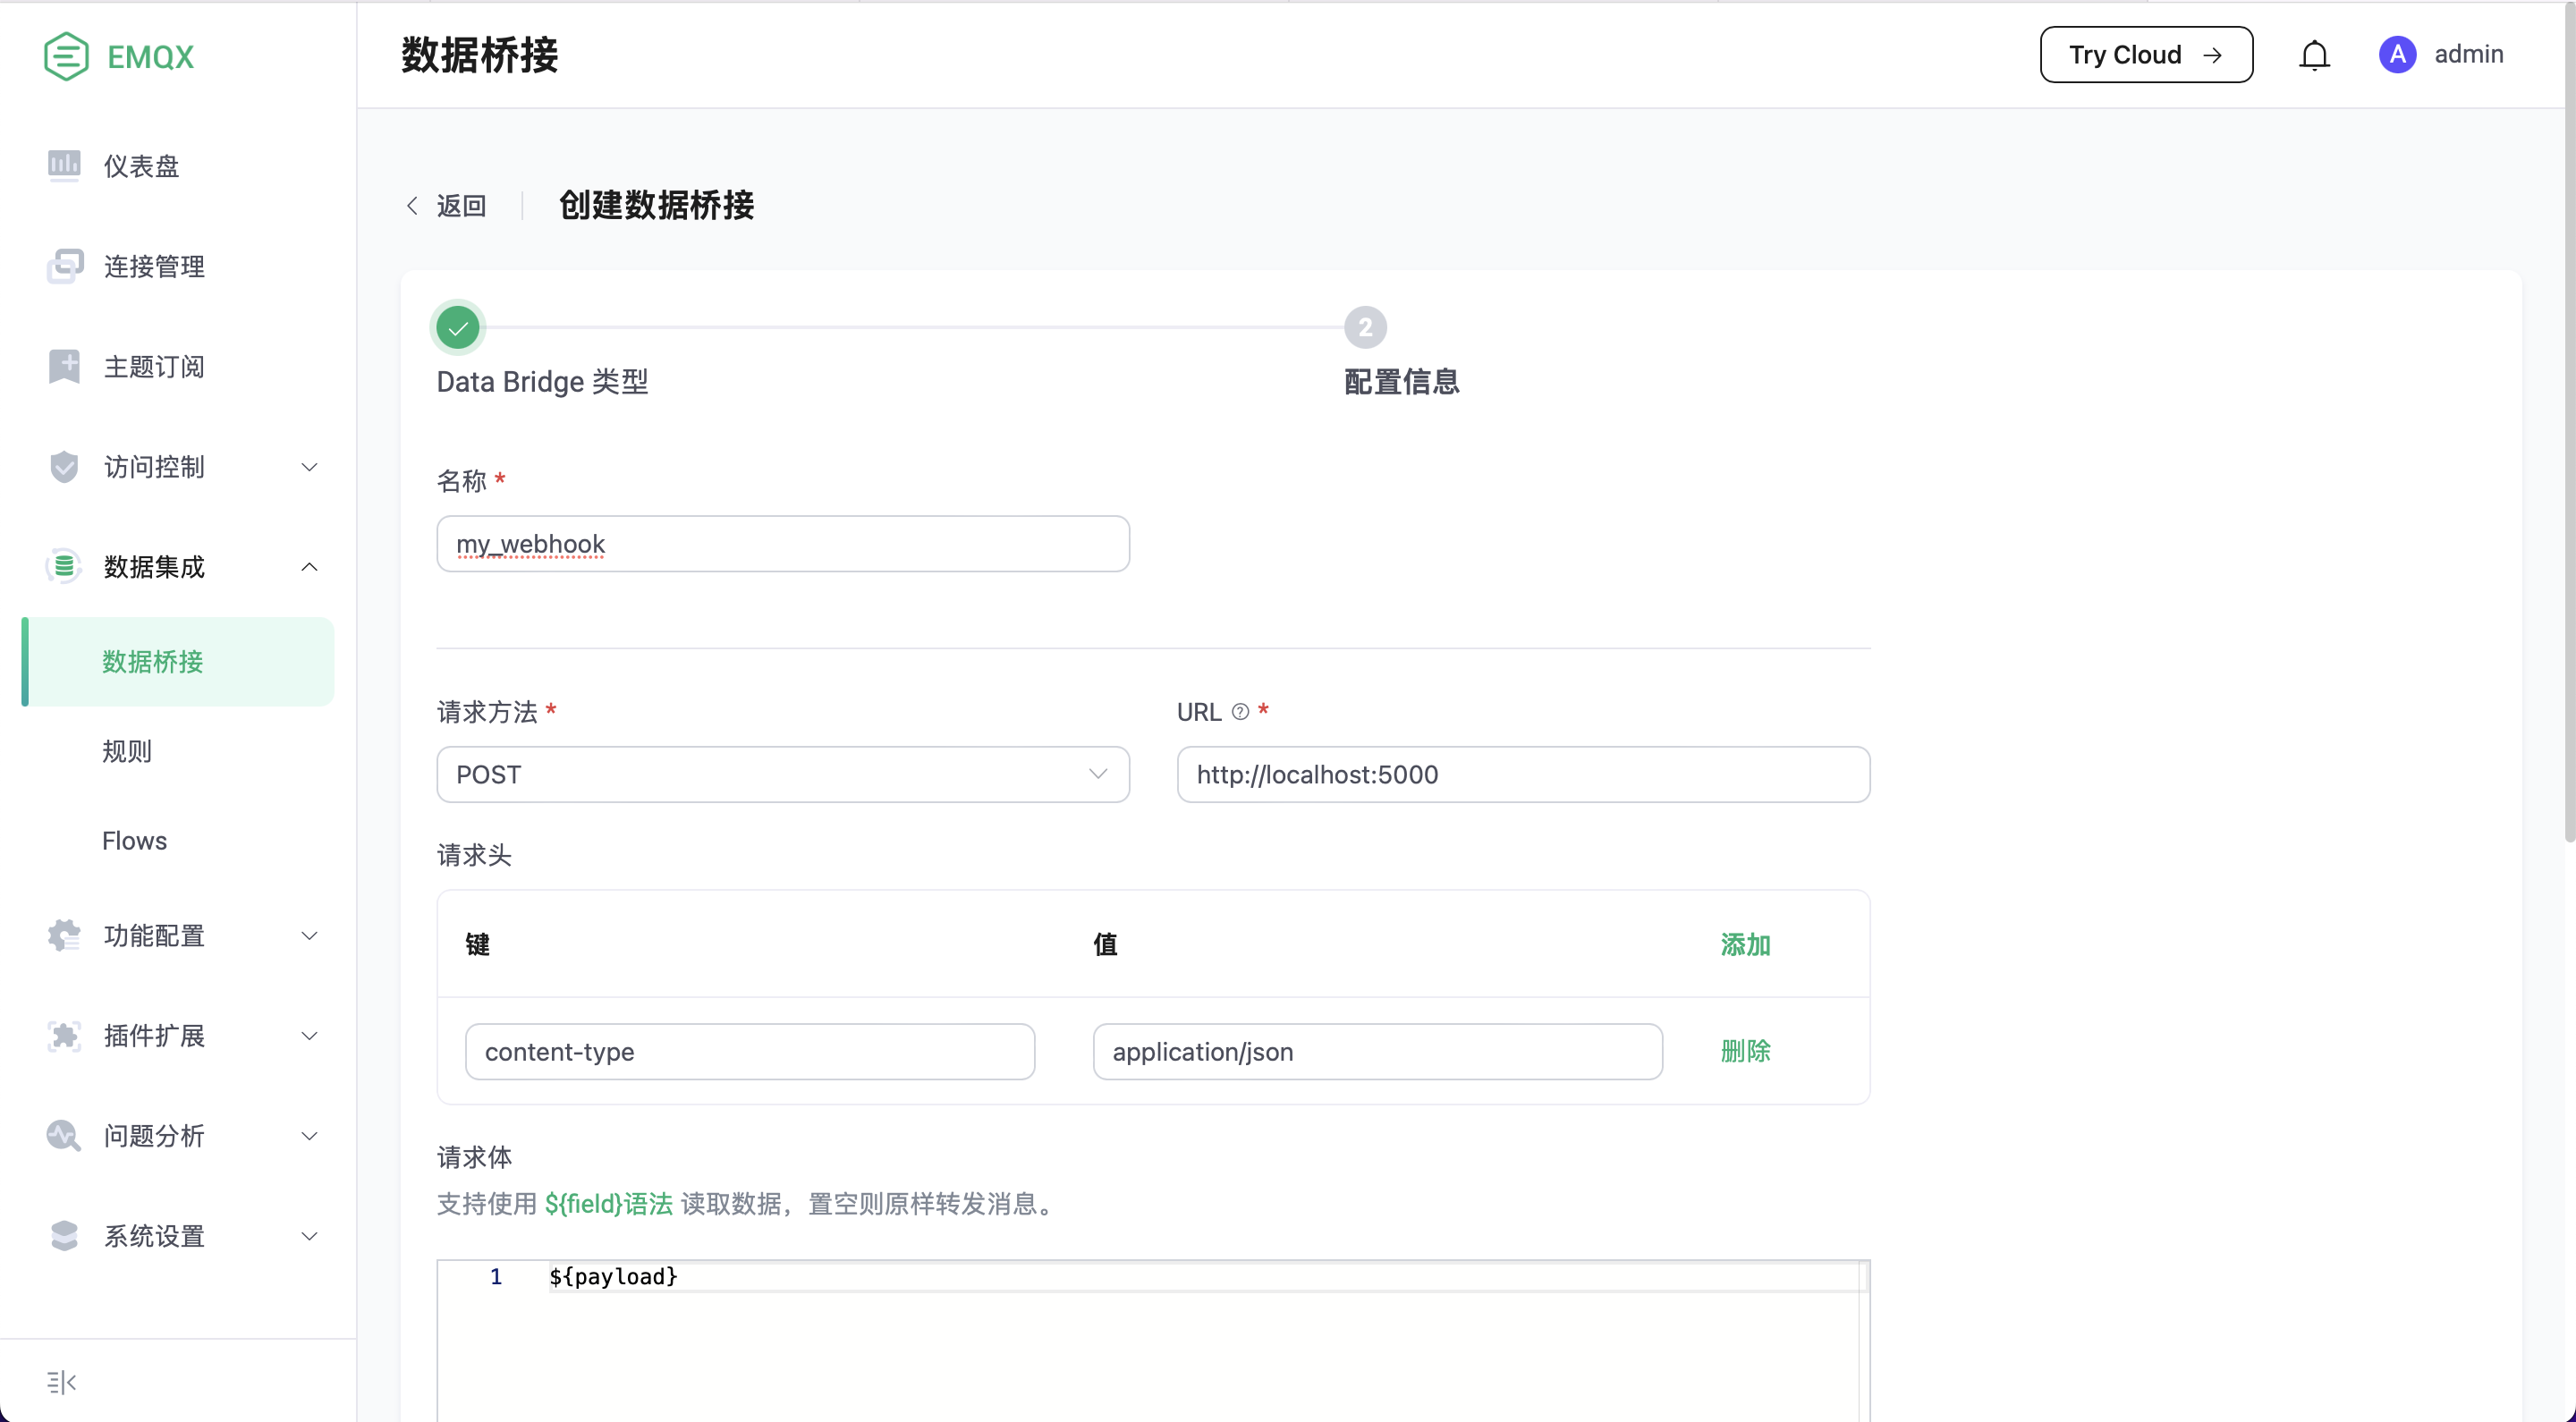 EMQX
仪表盘
连接管理
主题订阅
访问控制
数据集成
数据桥接
规则
Flows
功能配置
插件扩展
问题分析
系统设置
数据桥接
Try Cloud →
A admin
返回
创建数据桥接
2
Data Bridge 类型
配置信息
名称 *
my_webhook
请求方法 *
URL ? *
POST
http://localhost:5000
请求头
键 值 添加
content-type application/json 删除
请求体
支持使用 ${field}语法 读取数据，置空则原样转发消息。
1 ${payload}